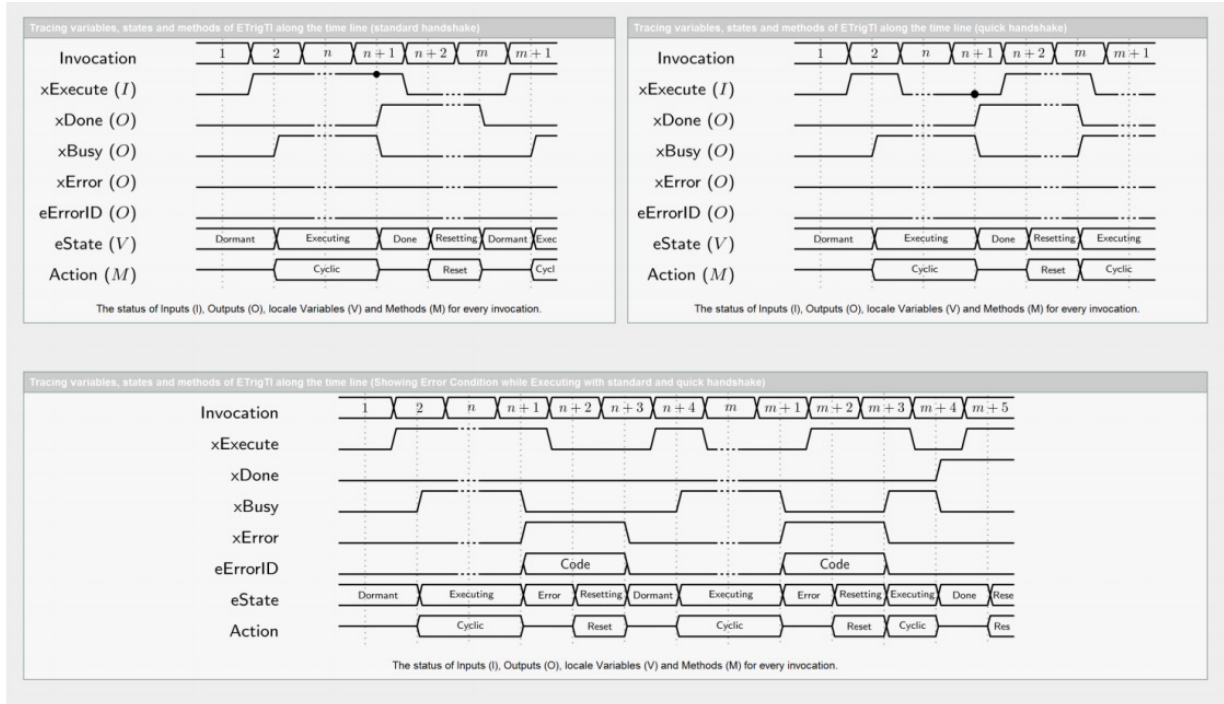 Tracing variables, states and methods of ETrigTl along the time line (standard handshake)
Invocation 1 2 n n + 1 n + 2 m m + 1
xExecute (I)
xDone (O)
xBusy (O)
xError (O)
eErrorID (O)
eState (V) Dormant Executing Done Resetting Dormant Exec
Action (M) Cyclic Reset Cycl
The status of Inputs (I), Outputs (O), locale Variables (V) and Methods (M) for every invocation.
Tracing variables, states and methods of ETrigTl along the time line (quick handshake)
Invocation 1 2 n n + 1 n + 2 m m + 1
xExecute (I)
xDone (O)
xBusy (O)
xError (O)
eErrorID (O)
eState (V) Dormant Executing Done Resetting Executing
Action (M) Cyclic Reset Cyclic
The status of Inputs (I), Outputs (O), locale Variables (V) and Methods (M) for every invocation.
Tracing variables, states and methods of ETrigTl along the time line (Showing Error Condition while Executing with standard and quick handshake)
Invocation 1 2 n n + 1 n + 2 n + 3 n + 4 m m + 1 m + 2 m + 3 m + 4 m + 5
xExecute
xDone
xBusy
xError
eErrorID Code Code
eState Dormant Executing Error Resetting Dormant Executing Error Resetting Executing Done Rese
Action Cyclic Reset Cyclic Reset Cyclic Res
The status of Inputs (I), Outputs (O), locale Variables (V) and Methods (M) for every invocation.